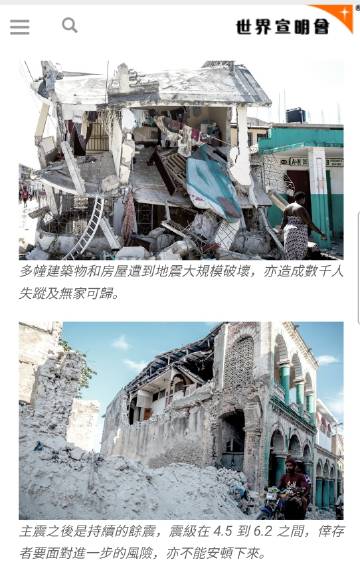 世界宣明會
多幢建築物和房屋遭到地震大規模破壞，亦造成數千人
失蹤及無家可歸。
主震之後是持續的餘震，震級在 4.5 到 6.2 之間，倖存
者要面對進一步的風險，亦不能安頓下來。